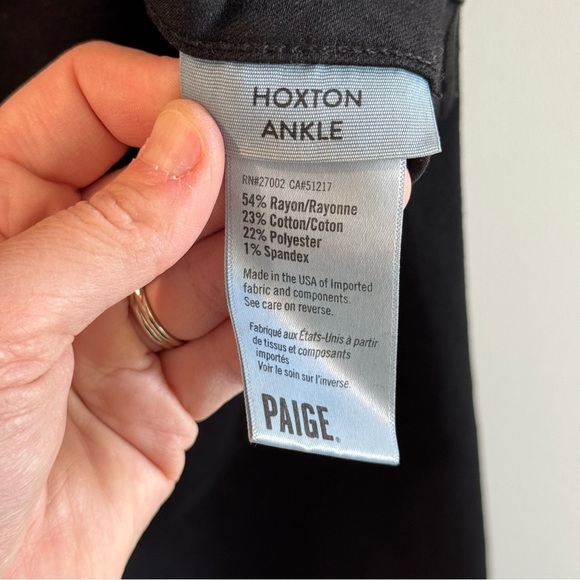 HOXTON
ANKLE
RN#27002 CA#51217
54% Rayon/Rayonne
23% Cotton/Coton
22% Polyester
1% Spandex
Made in the USA of Imported
fabric and components.
See care on reverse.
Fabriqué aux États-Unis à partir
de tissus et composants
importés
Voir le soin sur l'inverse.
PAIGE®